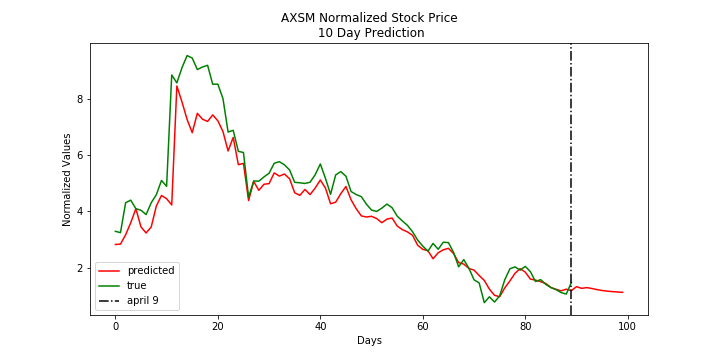 AXSM Normalized Stock Price
10 Day Prediction
Normalized Values
8
6
4
2
predicted
true
april 9
0
20
40
60
80
100
Days